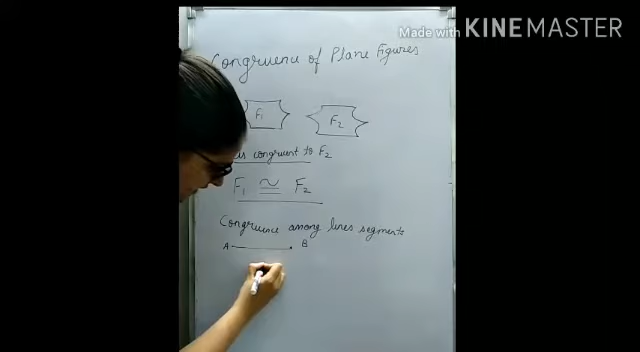 Made with KINEMASTER
Congruence of Plane Figures
F1 F2
is congruent to F2
F1 ≅ F2
Congruence among lines segments
A B